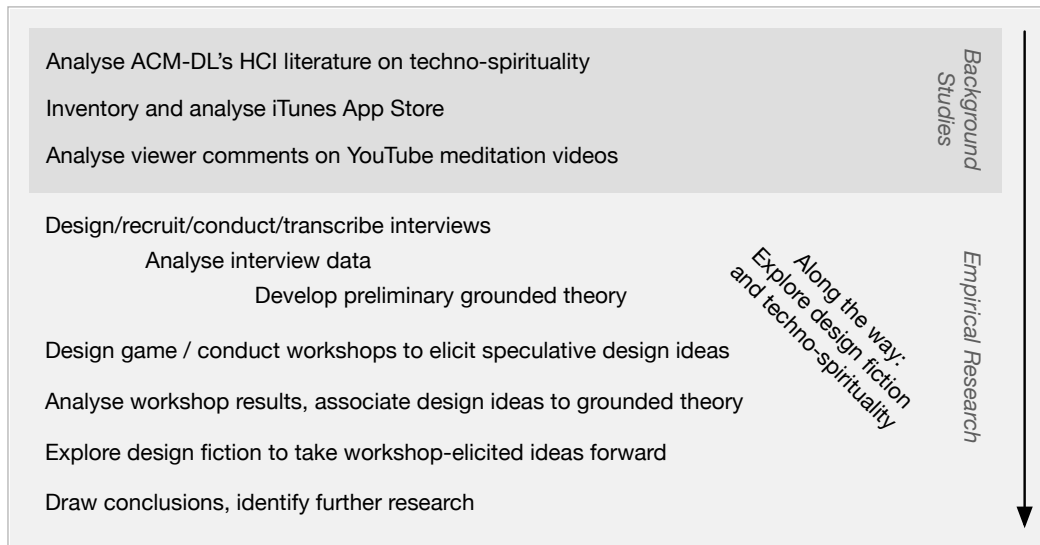 Analyse ACM-DL’s HCI literature on techno-spirituality
Inventory and analyse iTunes App Store
Analyse viewer comments on YouTube meditation videos
Background
Studies
Design/recruit/conduct/transcribe interviews
Analyse interview data
Develop preliminary grounded theory
Design game / conduct workshops to elicit speculative design ideas
Analyse workshop results, associate design ideas to grounded theory
Explore design fiction to take workshop-elicited ideas forward
Draw conclusions, identify further research
Along the way:
Explore design fiction
and techno-spirituality
Empirical Research